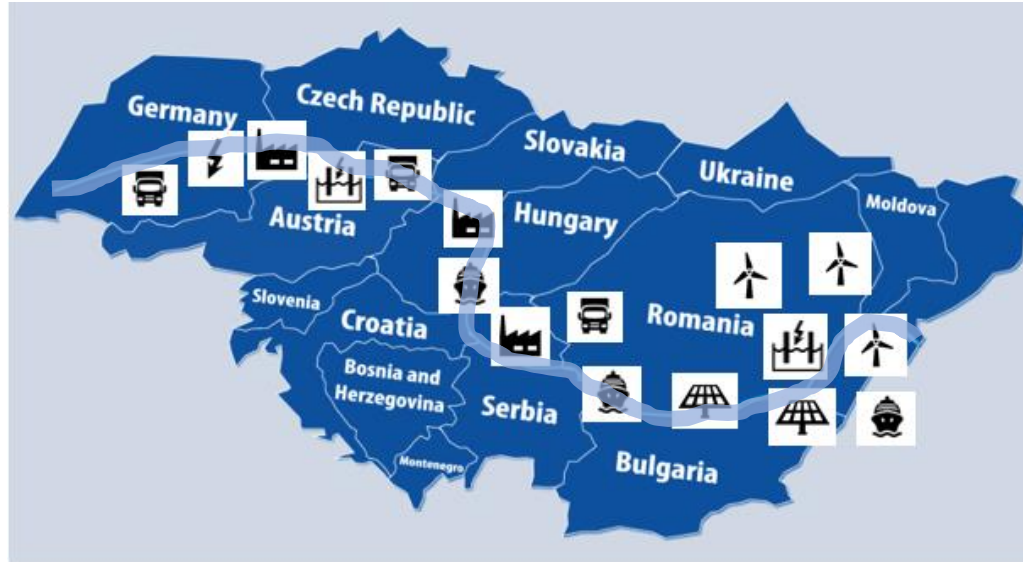 Germany
Czech Republic
Slovakia
Ukraine
Moldova
Austria
Hungary
Slovenia
Croatia
Romania
Bosnia and
Herzegovina
Serbia
Montenegro
Bulgaria